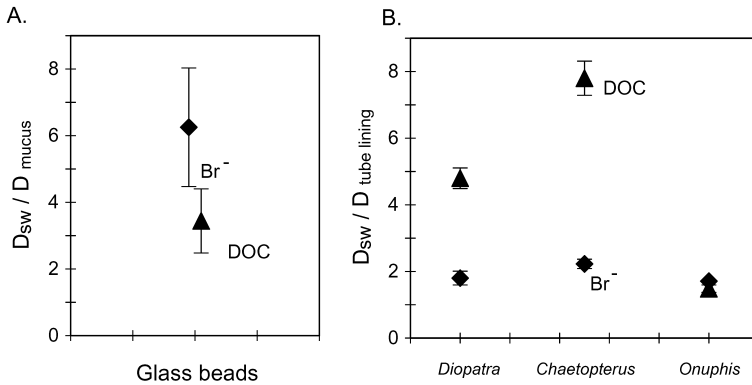 A.
8
6
4
2
0
Dsw / D mucus
Br-
DOC
Glass beads
B.
8
6
4
2
0
Dsw / D tube lining
DOC
Br-
Diopatra Chaetopterus Onuphis